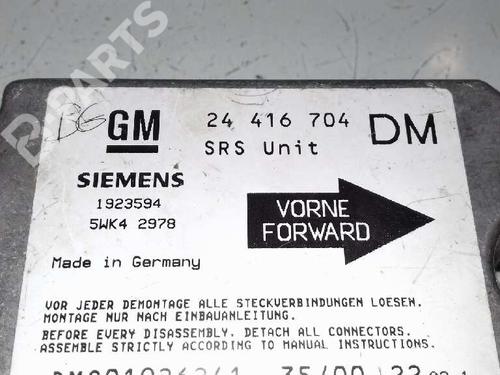 B-PARTS
GM
24 416 704
DM
SRS Unit
SIEMENS
1923594
5WK4 2978
VORNE
FORWARD
Made in Germany
VOR JEDER DEMONTAGE ALLE STECKVERBINDUNGEN LOESEN.
MONTAGE NUR NACH EINBAUANLEITUNG.
BEFORE EVERY DISASSEMBLY. DETACH ALL CONNECTORS.
ASSEMBLE STRICTLY ACCORDING TO MANUAL INSTRUCTIONS.